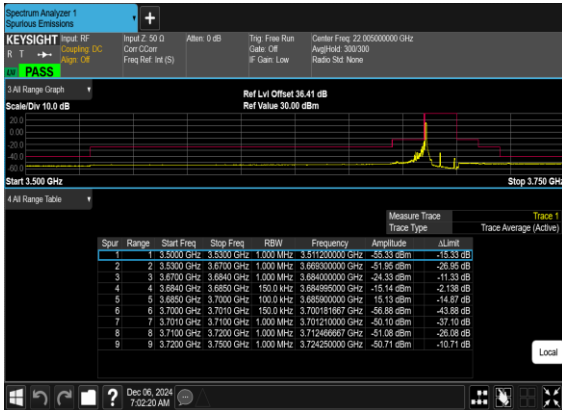 Spectrum Analyzer 1
Spurious Emissions
KEYSIGHT Input: RF Input Z: 50 Ω Atten: 0 dB Trig: Free Run Center Freq: 22.005000000 GHz
R T Coupling: DC Corr CCorr Gate: Off Avg|Hold: 300/300
Align: Off Freq Ref: Int (S) IF Gain: Low Radio Std: None
PASS
3 All Range Graph
Ref Lvl Offset 36.41 dB
Scale/Div 10.0 dB Ref Value 30.00 dBm
20.0
0.00
-20.0
-40.0
-60.0
Start 3.500 GHz Stop 3.750 GHz
4 All Range Table
Measure Trace Trace 1
Trace Type Trace Average (Active)
Spur Range Start Freq Stop Freq RBW Frequency Amplitude ΔLimit
1 1 3.5000 GHz 3.5300 GHz 1.000 MHz 3.511200000 GHz -55.33 dBm -15.33 dB
2 2 3.5300 GHz 3.6700 GHz 1.000 MHz 3.669300000 GHz -51.95 dBm -26.95 dB
3 3 3.6700 GHz 3.6840 GHz 1.000 MHz 3.684000000 GHz -24.33 dBm -11.33 dB
4 4 3.6840 GHz 3.6850 GHz 150.0 kHz 3.684995000 GHz -15.14 dBm -2.138 dB
5 5 3.6850 GHz 3.7000 GHz 100.0 kHz 3.685900000 GHz 15.13 dBm -14.87 dB
6 6 3.7000 GHz 3.7010 GHz 150.0 kHz 3.700181667 GHz -56.88 dBm -43.88 dB
7 7 3.7010 GHz 3.7100 GHz 1.000 MHz 3.701210000 GHz -50.10 dBm -37.10 dB
8 8 3.7100 GHz 3.7200 GHz 1.000 MHz 3.712466667 GHz -51.08 dBm -26.08 dB
9 9 3.7200 GHz 3.7500 GHz 1.000 MHz 3.724250000 GHz -50.71 dBm -10.71 dB
Local
Dec 06, 2024
7:02:20 AM